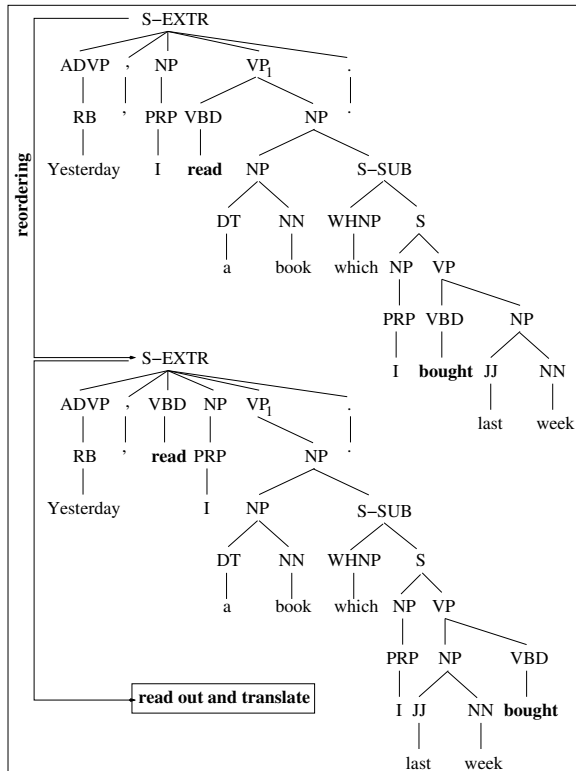 S−EXTR
ADVP , NP VP1 .
RB , PRP VBD NP .
Yesterday I read NP S−SUB
DT NN WHNP S
a book which NP VP
PRP VBD NP
I bought JJ NN
last week
reordering
S−EXTR
ADVP , VBD NP VP1 .
RB , read PRP NP .
Yesterday I NP S−SUB
DT NN WHNP S
a book which NP VP
PRP NP VBD
read out and translate I JJ NN bought
last week